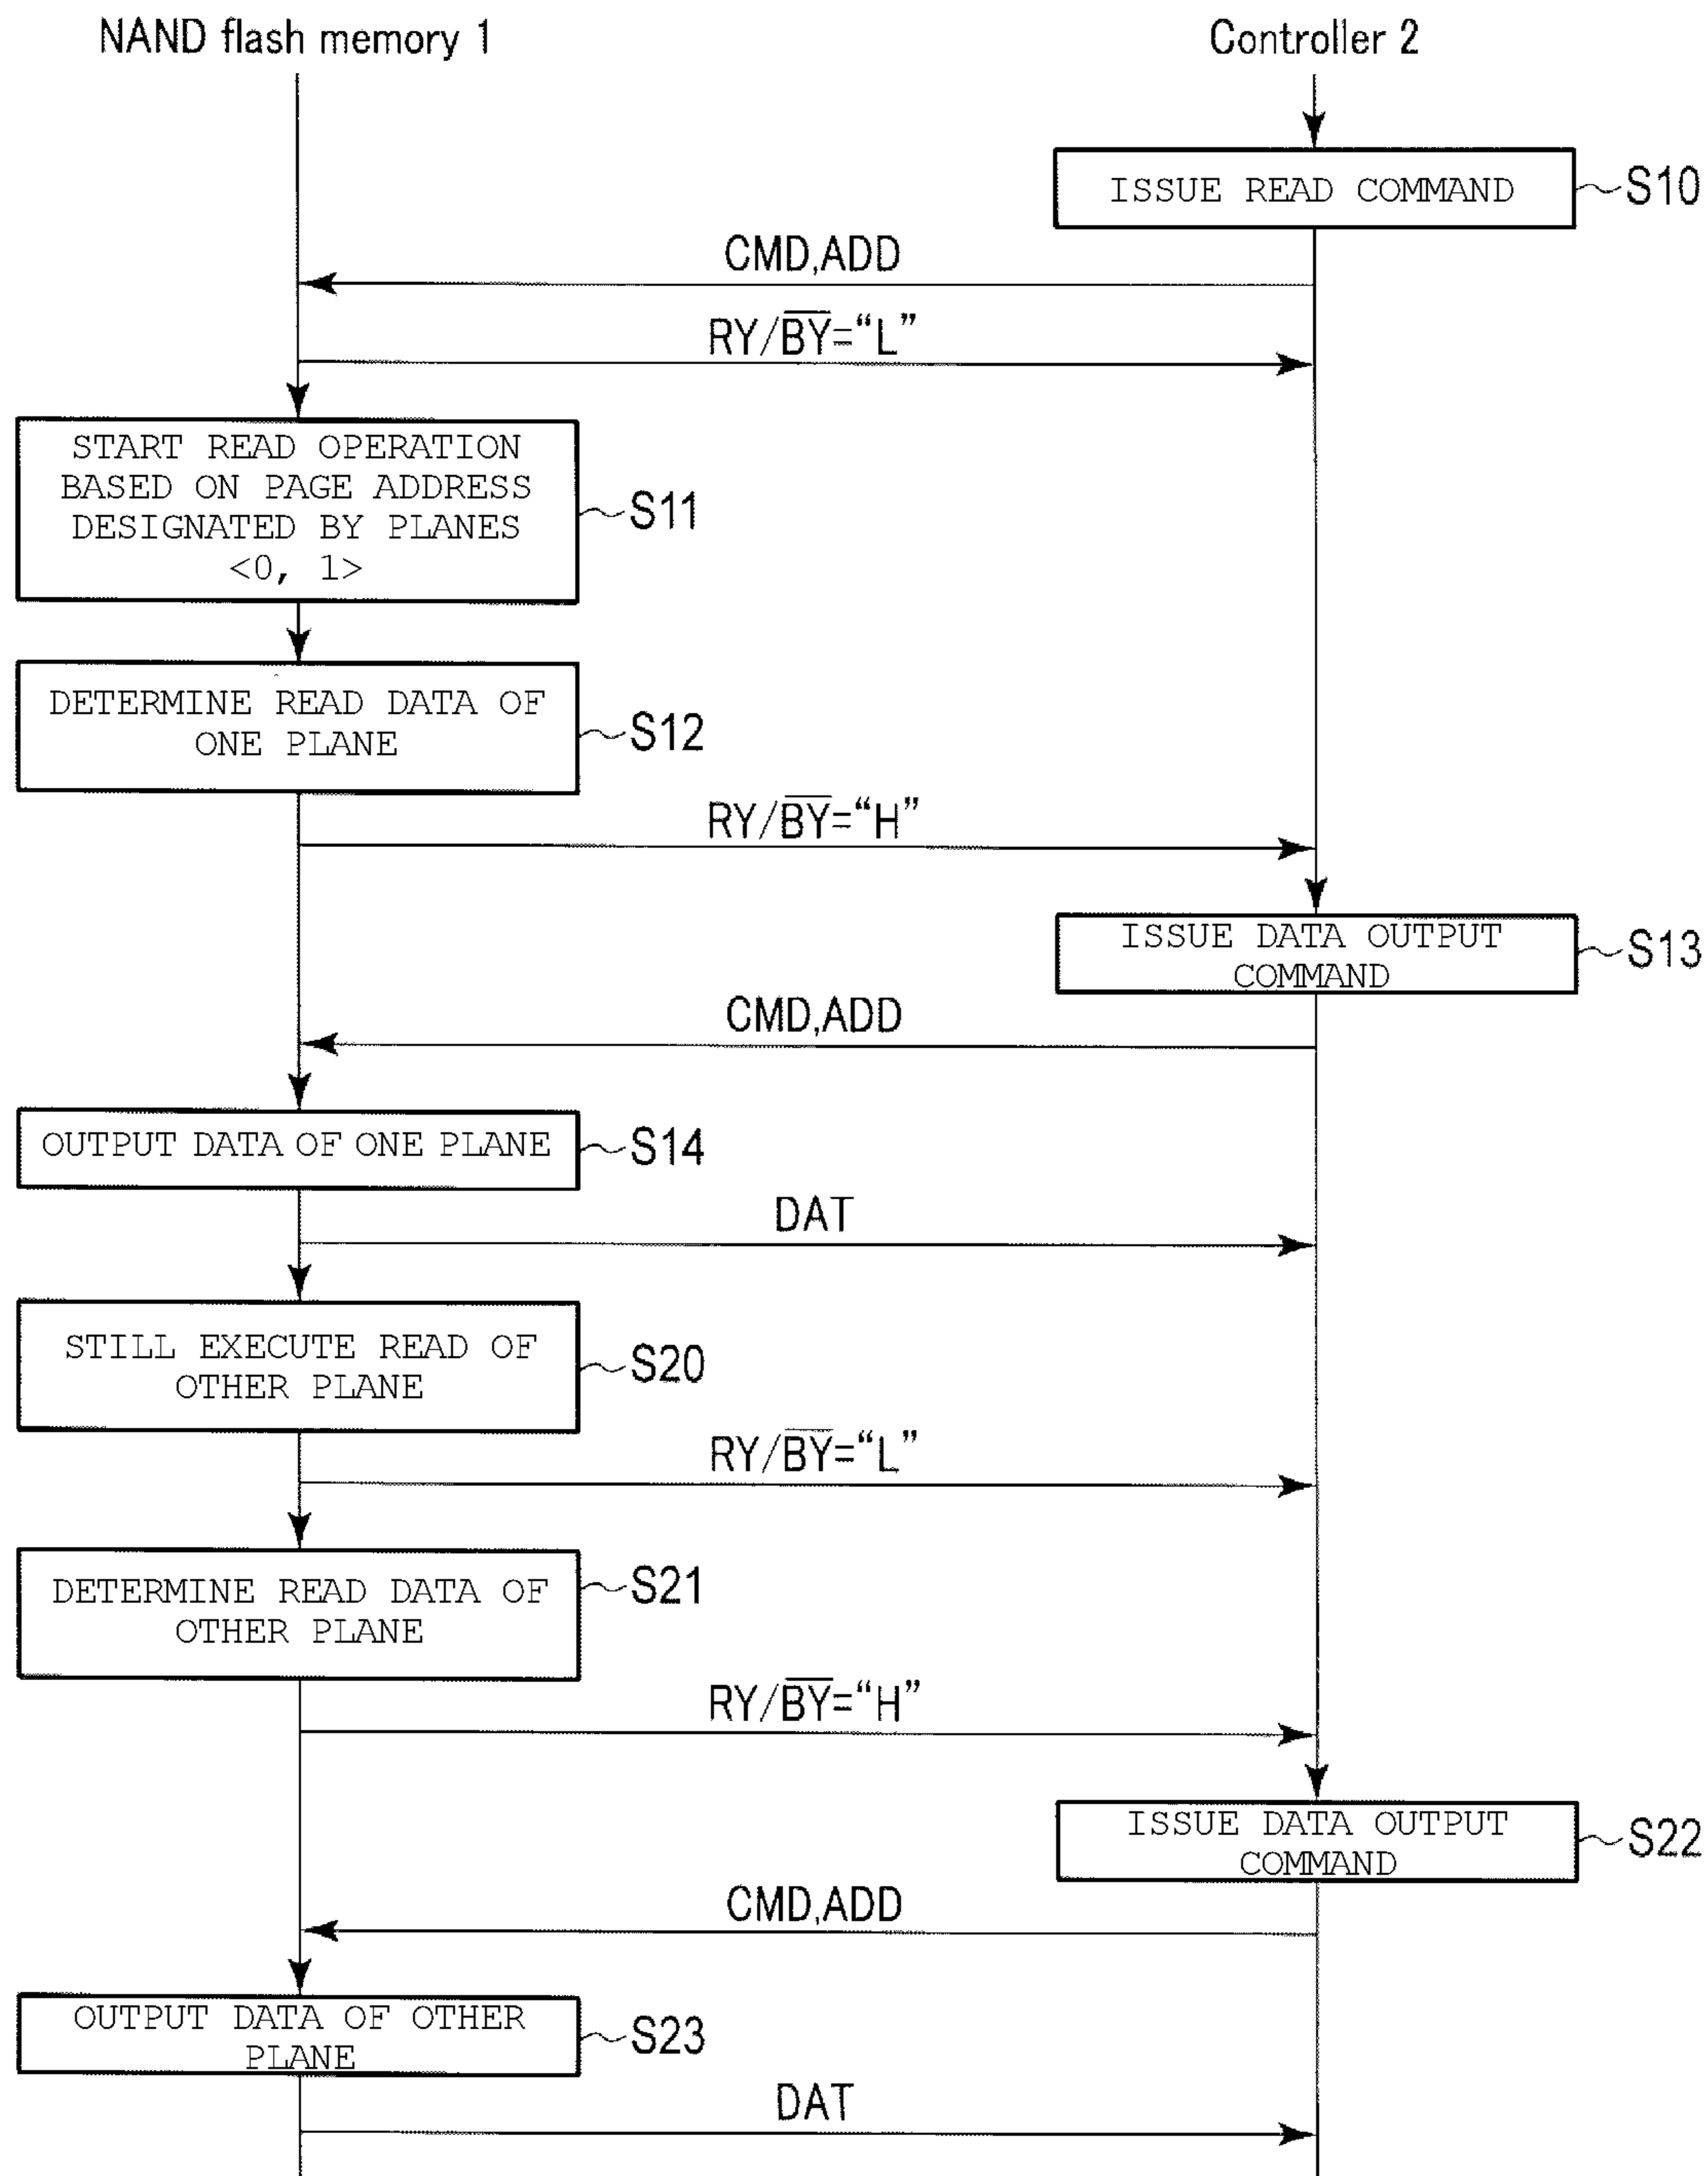 NAND flash memory 1
Controller 2
ISSUE READ COMMAND
S10
CMD,ADD
RY/B̅Y̅="L"
START READ OPERATION
BASED ON PAGE ADDRESS
DESIGNATED BY PLANES
<0, 1>
S11
DETERMINE READ DATA OF
ONE PLANE
S12
RY/B̅Y̅="H"
ISSUE DATA OUTPUT
COMMAND
S13
CMD,ADD
OUTPUT DATA OF ONE PLANE
S14
DAT
STILL EXECUTE READ OF
OTHER PLANE
S20
RY/B̅Y̅="L"
DETERMINE READ DATA OF
OTHER PLANE
S21
RY/B̅Y̅="H"
ISSUE DATA OUTPUT
COMMAND
S22
CMD,ADD
OUTPUT DATA OF OTHER
PLANE
S23
DAT